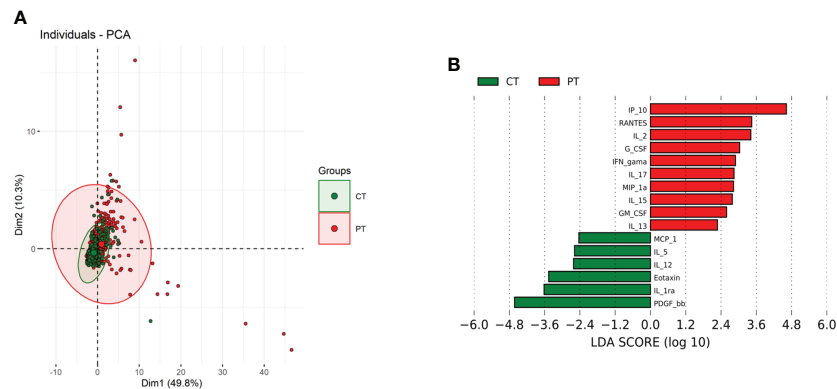 A
Individuals - PCA
10
0
Dim2 (10.3%)
-10
0
10
20
30
40
Dim1 (49.8%)
Groups
CT
PT
B
CT
PT
IP_10
RANTES
IL_2
G_CSF
IFN_gama
IL_17
MIP_1a
IL_15
GM_CSF
IL_13
MCP_1
IL_5
IL_12
Eotaxin
IL_1ra
PDGF_bb
-6.0 -4.8 -3.6 -2.4 -1.2 0.0 1.2 2.4 3.6 4.8 6.0
LDA SCORE (log 10)